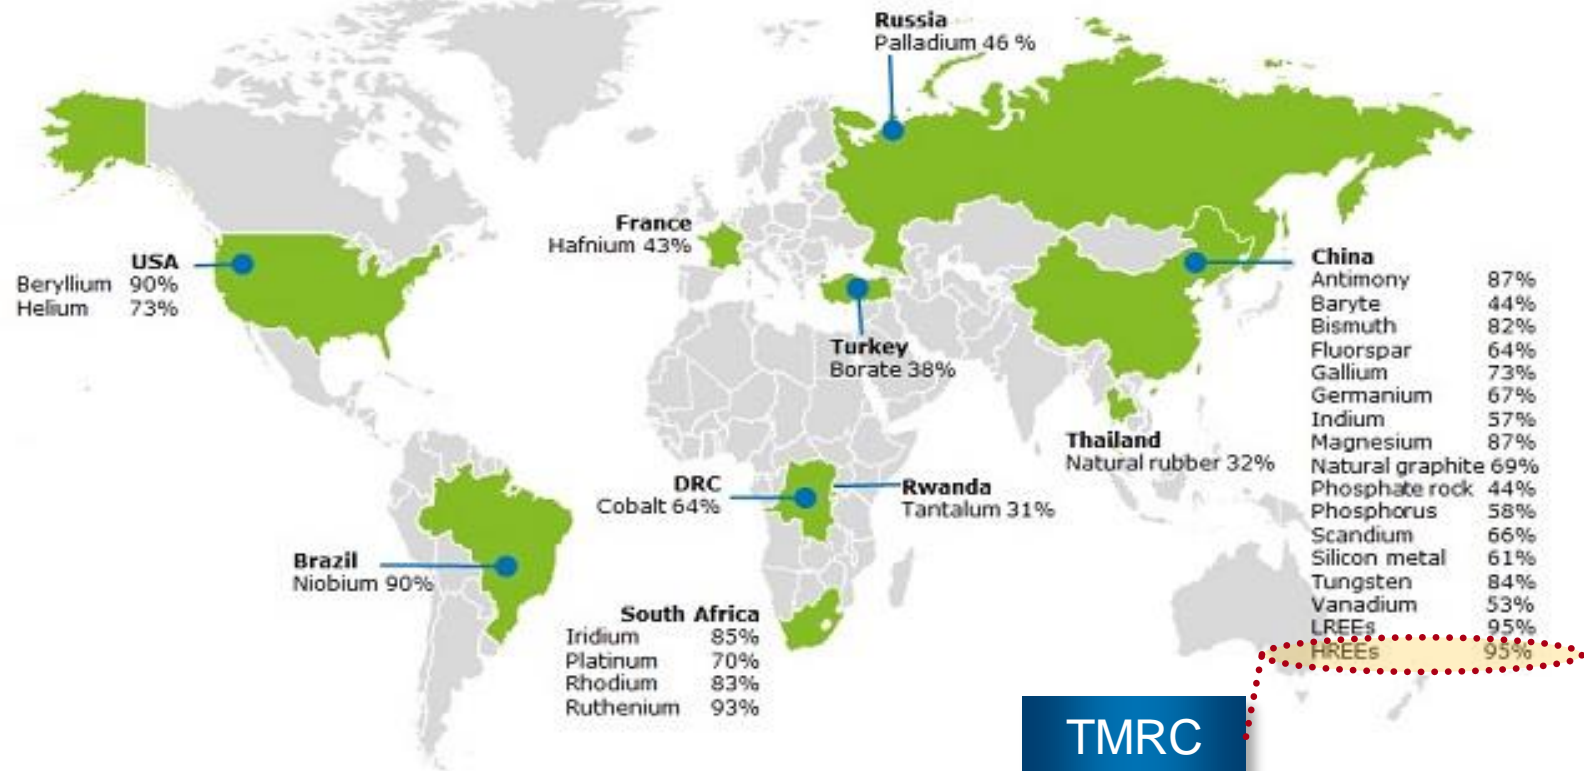 Russia
Palladium 46 %
France
Hafnium 43%
USA
Beryllium 90%
Helium 73%
Turkey
Borate 38%
China
Antimony 87%
Baryte 44%
Bismuth 82%
Fluorspar 64%
Gallium 73%
Germanium 67%
Indium 57%
Magnesium 87%
Natural graphite 69%
Phosphate rock 44%
Phosphorus 58%
Scandium 66%
Silicon metal 61%
Tungsten 84%
Vanadium 53%
LREEs 95%
HREEs 95%
Thailand
Natural rubber 32%
DRC
Cobalt 64%
Rwanda
Tantalum 31%
Brazil
Niobium 90%
South Africa
Iridium 85%
Platinum 70%
Rhodium 83%
Ruthenium 93%
TMRC